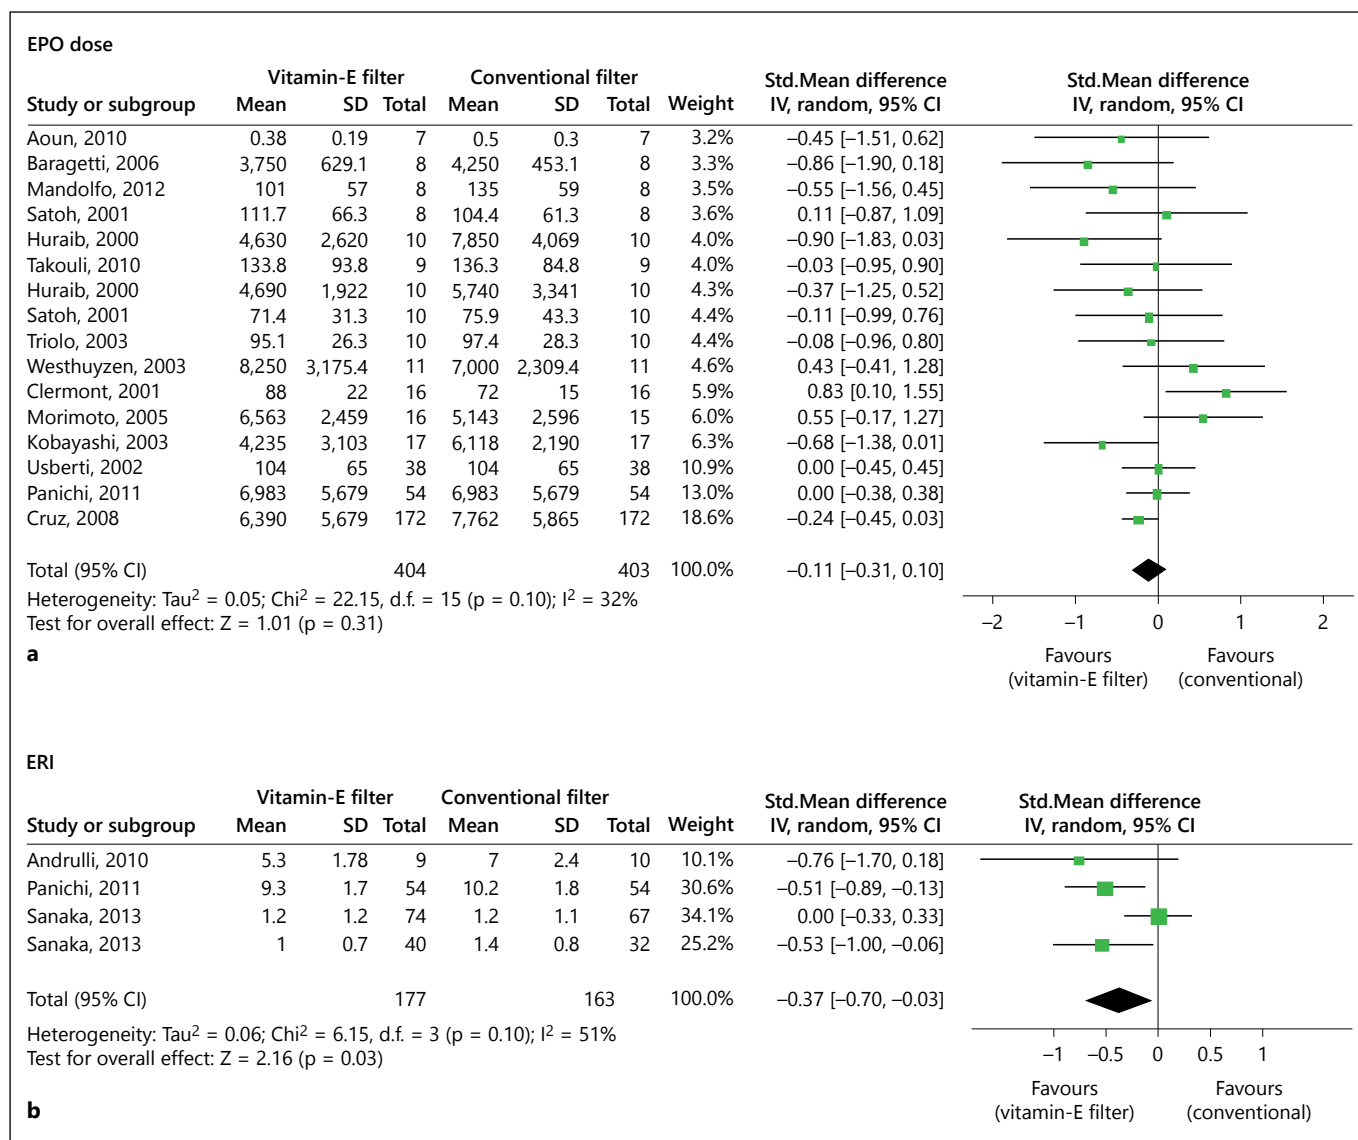 EPO dose
Vitamin-E filter Conventional filter Std.Mean difference Std.Mean difference
Study or subgroup Mean SD Total Mean SD Total Weight IV, random, 95% CI IV, random, 95% CI
Aoun, 2010 0.38 0.19 7 0.5 0.3 7 3.2% –0.45 [–1.51, 0.62]
Baragetti, 2006 3,750 629.1 8 4,250 453.1 8 3.3% –0.86 [–1.90, 0.18]
Mandolfo, 2012 101 57 8 135 59 8 3.5% –0.55 [–1.56, 0.45]
Satoh, 2001 111.7 66.3 8 104.4 61.3 8 3.6% 0.11 [–0.87, 1.09]
Huraib, 2000 4,630 2,620 10 7,850 4,069 10 4.0% –0.90 [–1.83, 0.03]
Takouli, 2010 133.8 93.8 9 136.3 84.8 9 4.0% –0.03 [–0.95, 0.90]
Huraib, 2000 4,690 1,922 10 5,740 3,341 10 4.3% –0.37 [–1.25, 0.52]
Satoh, 2001 71.4 31.3 10 75.9 43.3 10 4.4% –0.11 [–0.99, 0.76]
Triolo, 2003 95.1 26.3 10 97.4 28.3 10 4.4% –0.08 [–0.96, 0.80]
Westhuyzen, 2003 8,250 3,175.4 11 7,000 2,309.4 11 4.6% 0.43 [–0.41, 1.28]
Clermont, 2001 88 22 16 72 15 16 5.9% 0.83 [0.10, 1.55]
Morimoto, 2005 6,563 2,459 16 5,143 2,596 15 6.0% 0.55 [–0.17, 1.27]
Kobayashi, 2003 4,235 3,103 17 6,118 2,190 17 6.3% –0.68 [–1.38, 0.01]
Usberti, 2002 104 65 38 104 65 38 10.9% 0.00 [–0.45, 0.45]
Panichi, 2011 6,983 5,679 54 6,983 5,679 54 13.0% 0.00 [–0.38, 0.38]
Cruz, 2008 6,390 5,679 172 7,762 5,865 172 18.6% –0.24 [–0.45, 0.03]
Total (95% CI) 404 403 100.0% –0.11 [–0.31, 0.10]
Heterogeneity: Tau² = 0.05; Chi² = 22.15, d.f. = 15 (p = 0.10); I² = 32%
Test for overall effect: Z = 1.01 (p = 0.31)
–2 –1 0 1 2
a
Favours Favours
(vitamin-E filter) (conventional)
ERI
Vitamin-E filter Conventional filter Std.Mean difference Std.Mean difference
Study or subgroup Mean SD Total Mean SD Total Weight IV, random, 95% CI IV, random, 95% CI
Andrulli, 2010 5.3 1.78 9 7 2.4 10 10.1% –0.76 [–1.70, 0.18]
Panichi, 2011 9.3 1.7 54 10.2 1.8 54 30.6% –0.51 [–0.89, –0.13]
Sanaka, 2013 1.2 1.2 74 1.2 1.1 67 34.1% 0.00 [–0.33, 0.33]
Sanaka, 2013 1 0.7 40 1.4 0.8 32 25.2% –0.53 [–1.00, –0.06]
Total (95% CI) 177 163 100.0% –0.37 [–0.70, –0.03]
Heterogeneity: Tau² = 0.06; Chi² = 6.15, d.f. = 3 (p = 0.10); I² = 51%
Test for overall effect: Z = 2.16 (p = 0.03)
–1 –0.5 0 0.5 1
Favours Favours
(vitamin-E filter) (conventional)
b